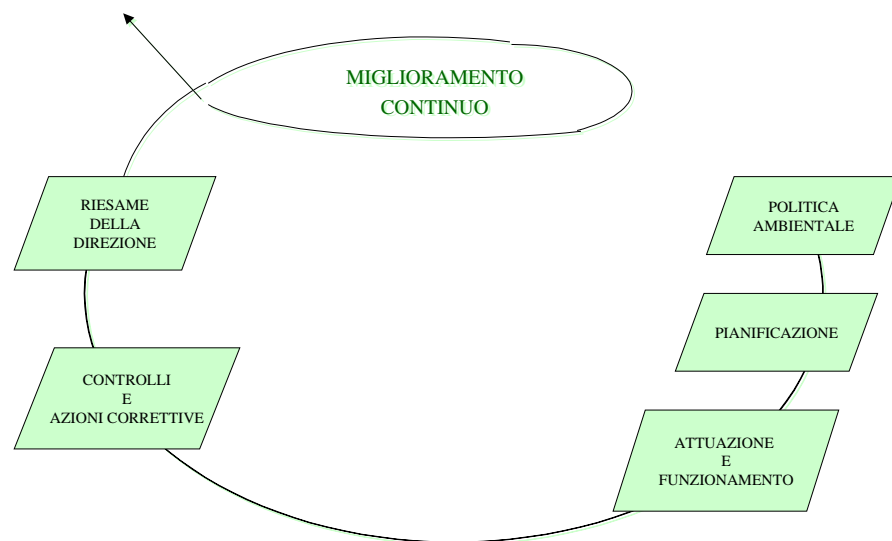 MIGLIORAMENTO
CONTINUO
RIESAME
DELLA
DIREZIONE
POLITICA
AMBIENTALE
PIANIFICAZIONE
CONTROLLI
E
AZIONI CORRETTIVE
ATTUAZIONE
E
FUNZIONAMENTO